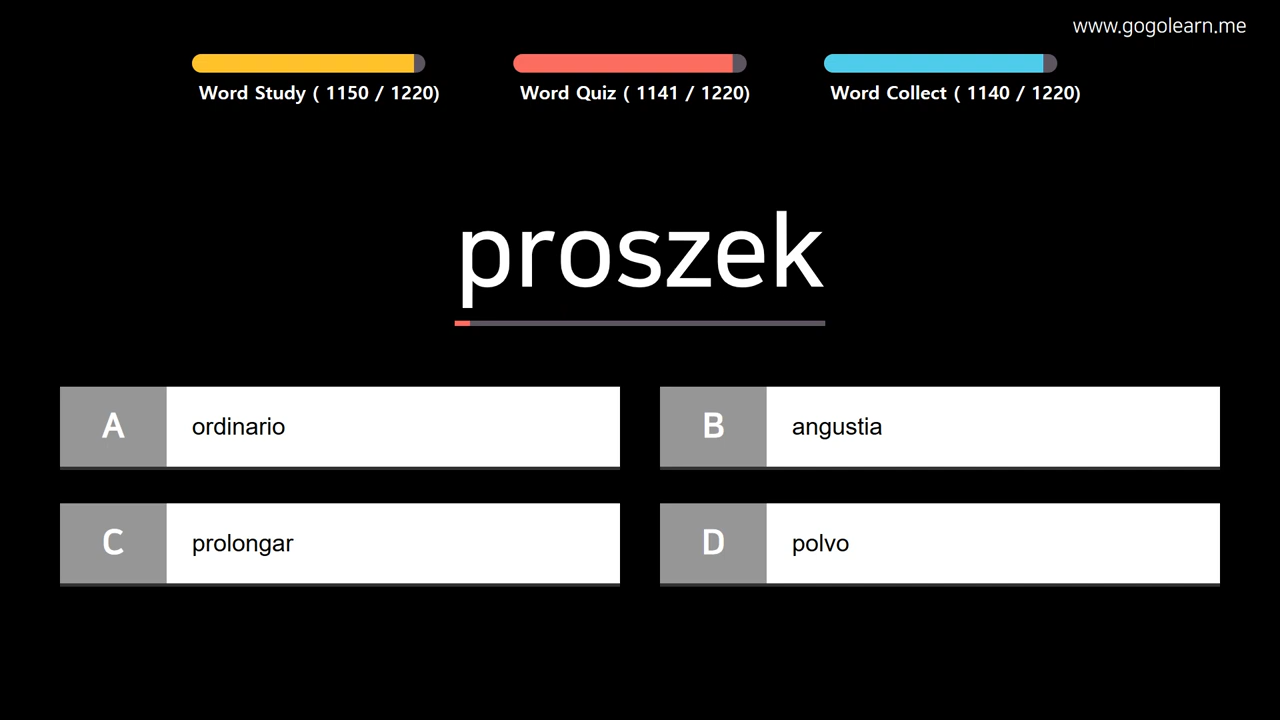 www.gogolearn.me
Word Study ( 1150 / 1220)
Word Quiz ( 1141 / 1220)
Word Collect ( 1140 / 1220)
proszek
A ordinario
B angustia
C prolongar
D polvo